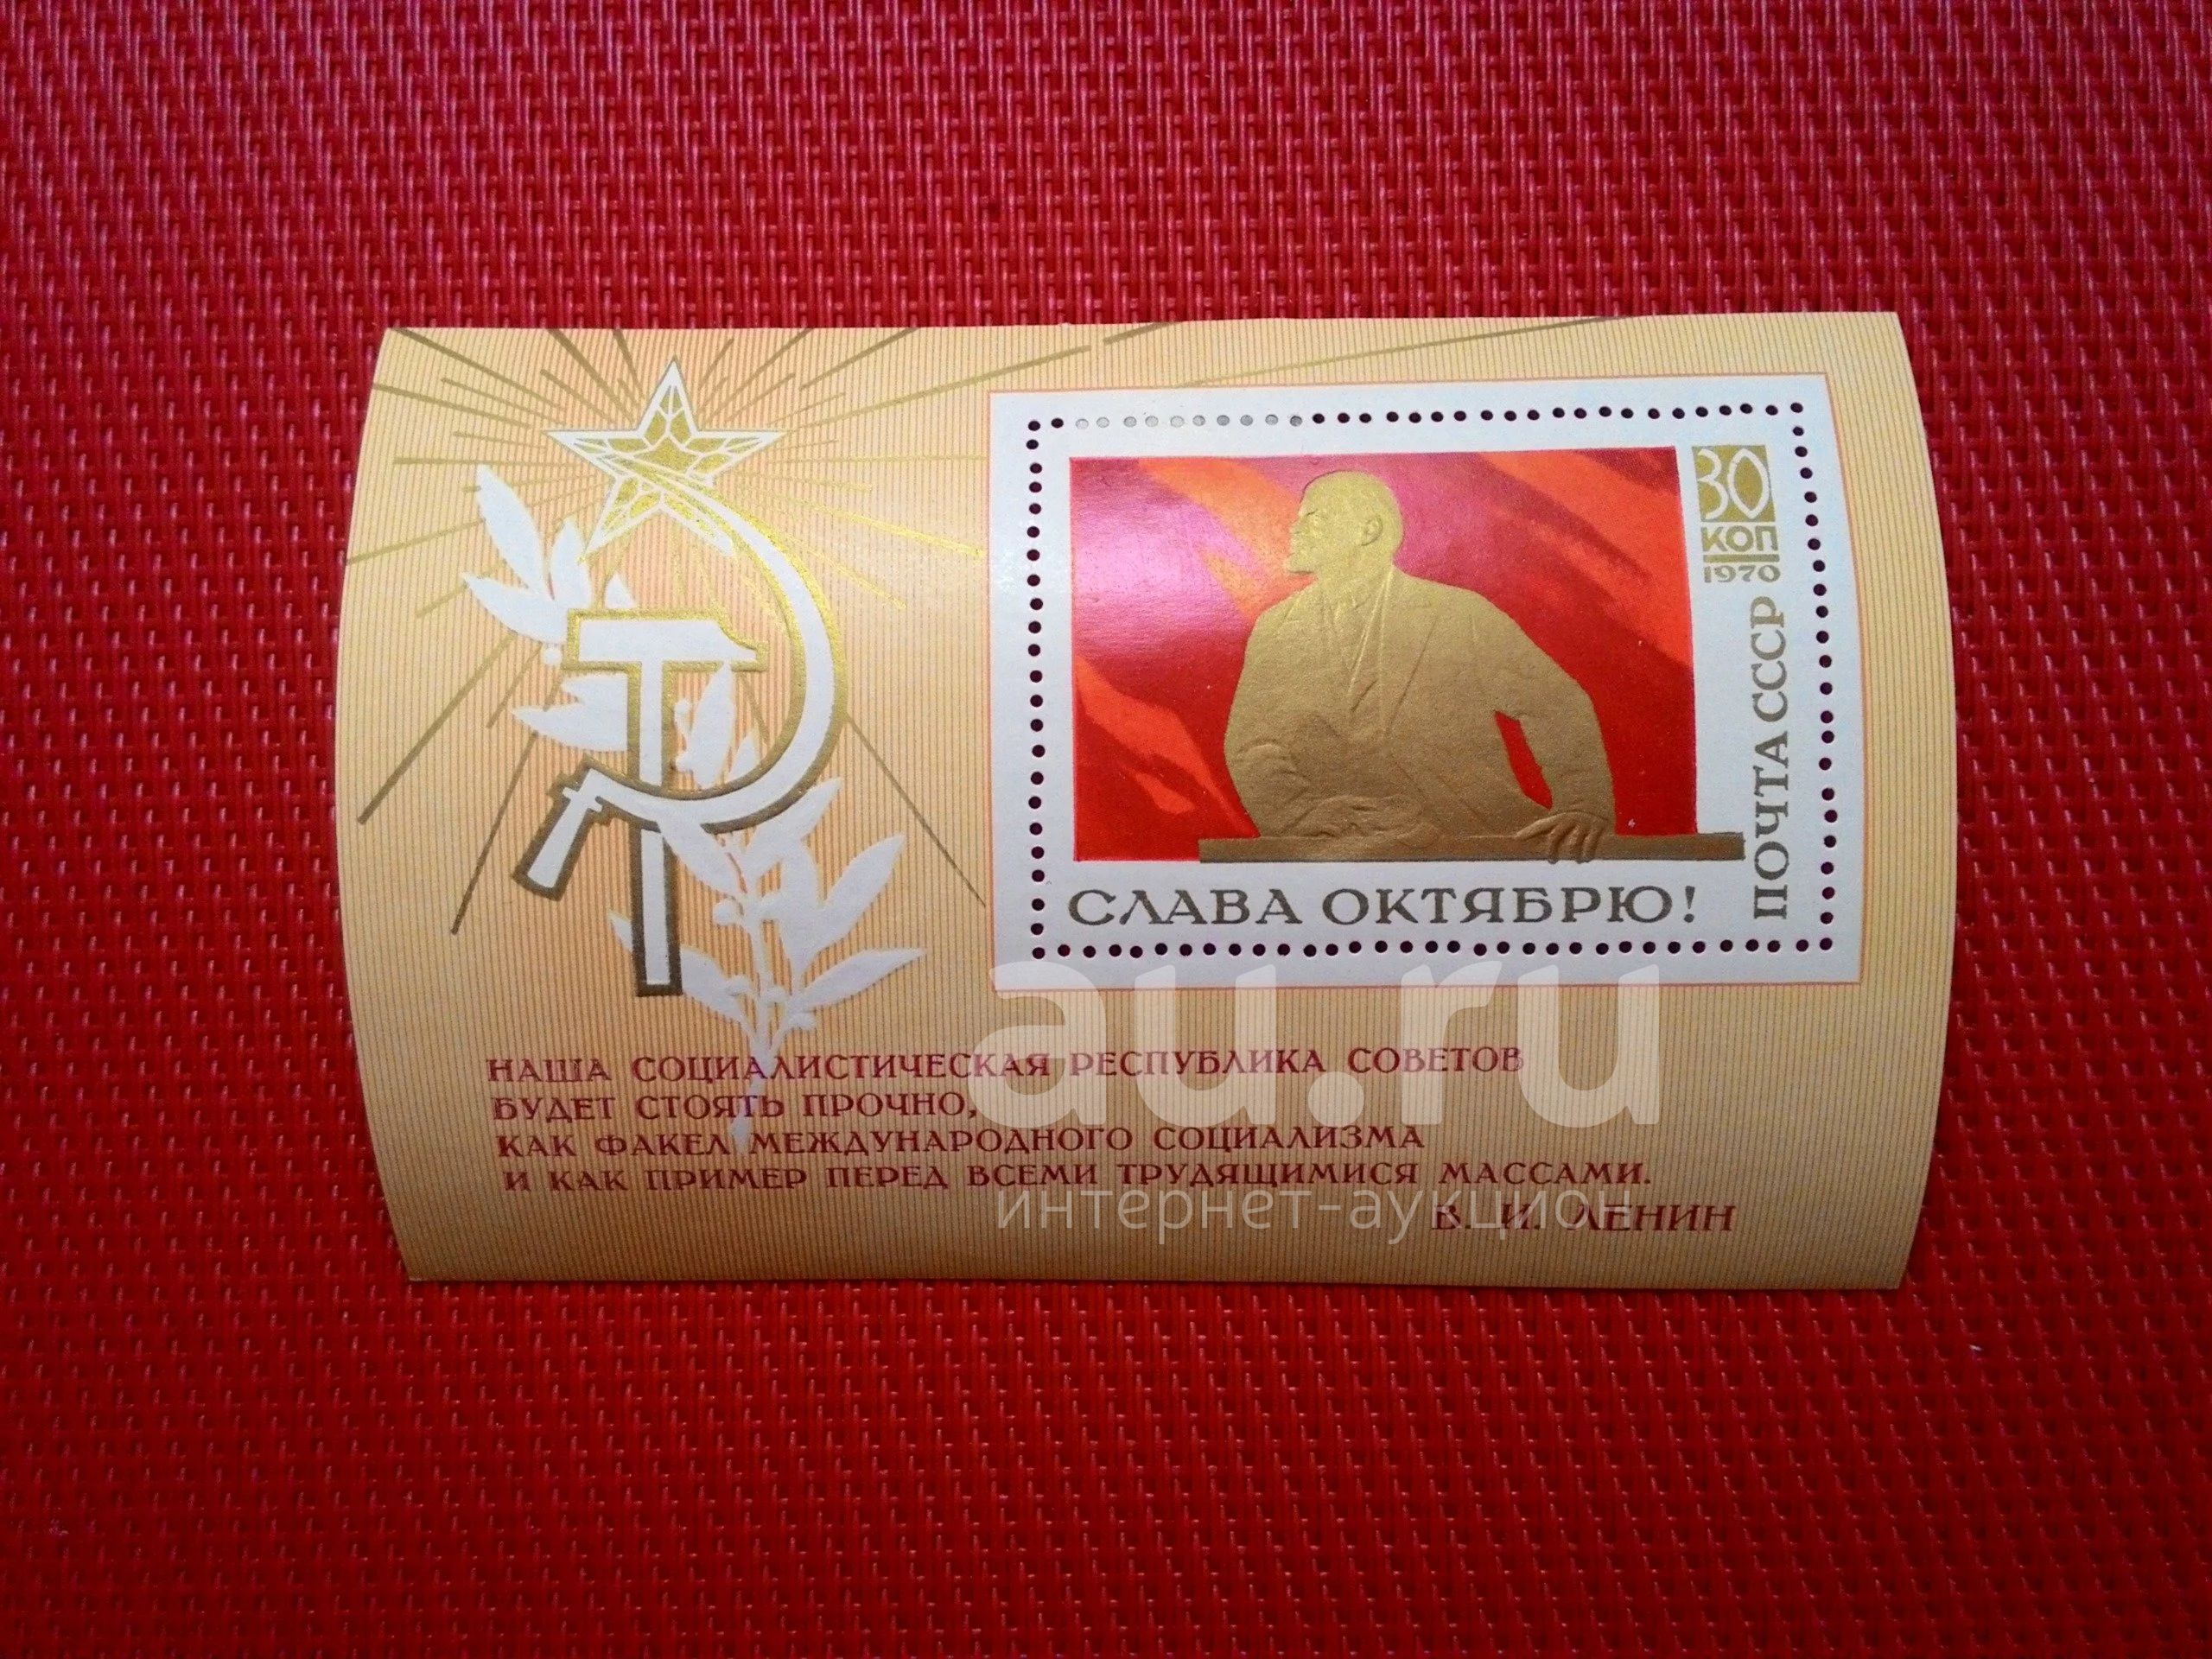 30
КОП
1970
ПОЧТА СССР
СЛАВА ОКТЯБРЮ!
НАША СОЦИАЛИСТИЧЕСКАЯ РЕСПУБЛИКА СОВЕТОВ
БУДЕТ СТОЯТЬ ПРОЧНО,
КАК ФАКЕЛ МЕЖДУНАРОДНОГО СОЦИАЛИЗМА
И КАК ПРИМЕР ПЕРЕД ВСЕМИ ТРУДЯЩИМИСЯ МАССАМИ.
В. И. ЛЕНИН
au.ru
интернет-аукцион